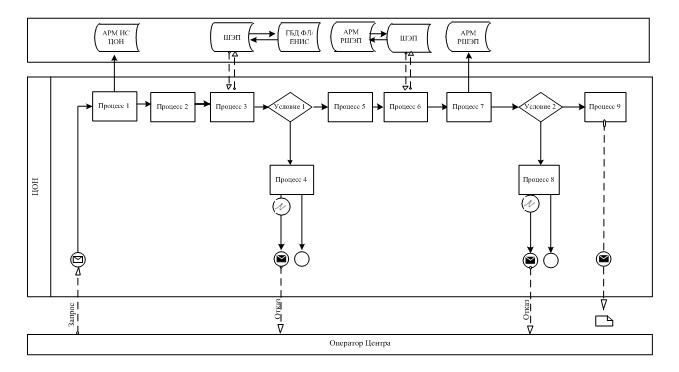 АРМ ИС
ЦОН
ШЭП
ГБД ФЛ/
ЕНИС
АРМ
РШЭП
ШЭП
АРМ
РШЭП
ЦОН
Процесс 1
Процесс 2
Процесс 3
Условие 1
Процесс 5
Процесс 6
Процесс 7
Условие 2
Процесс 9
Процесс 4
Процесс 8
Запрос
Отказ
Отказ
Оператор Центра